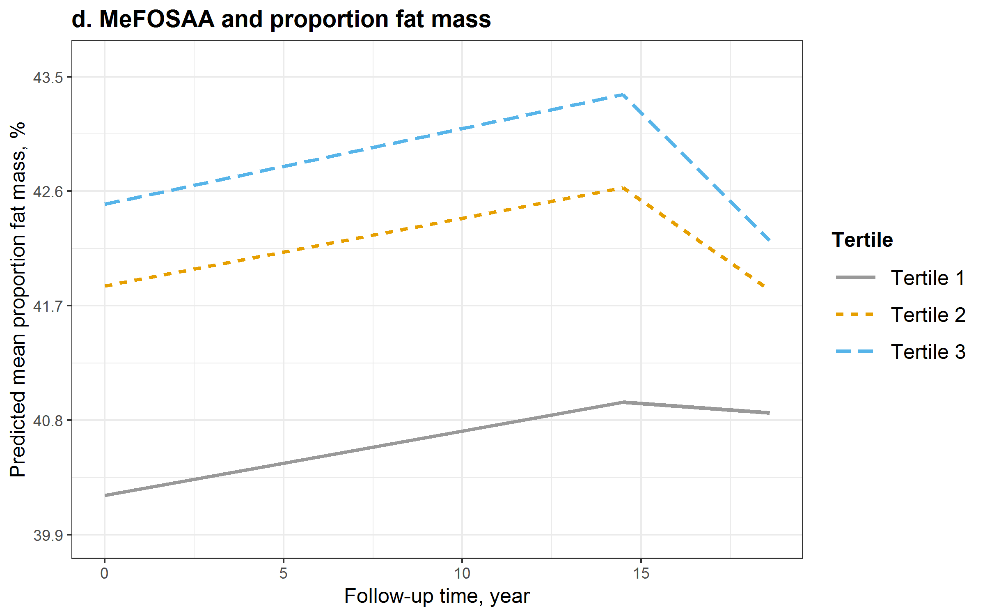 d. MeFOSAA and proportion fat mass
Predicted mean proportion fat mass, %
43.5
42.6
41.7
40.8
39.9
0
5
10
15
Follow-up time, year
Tertile
Tertile 1
Tertile 2
Tertile 3